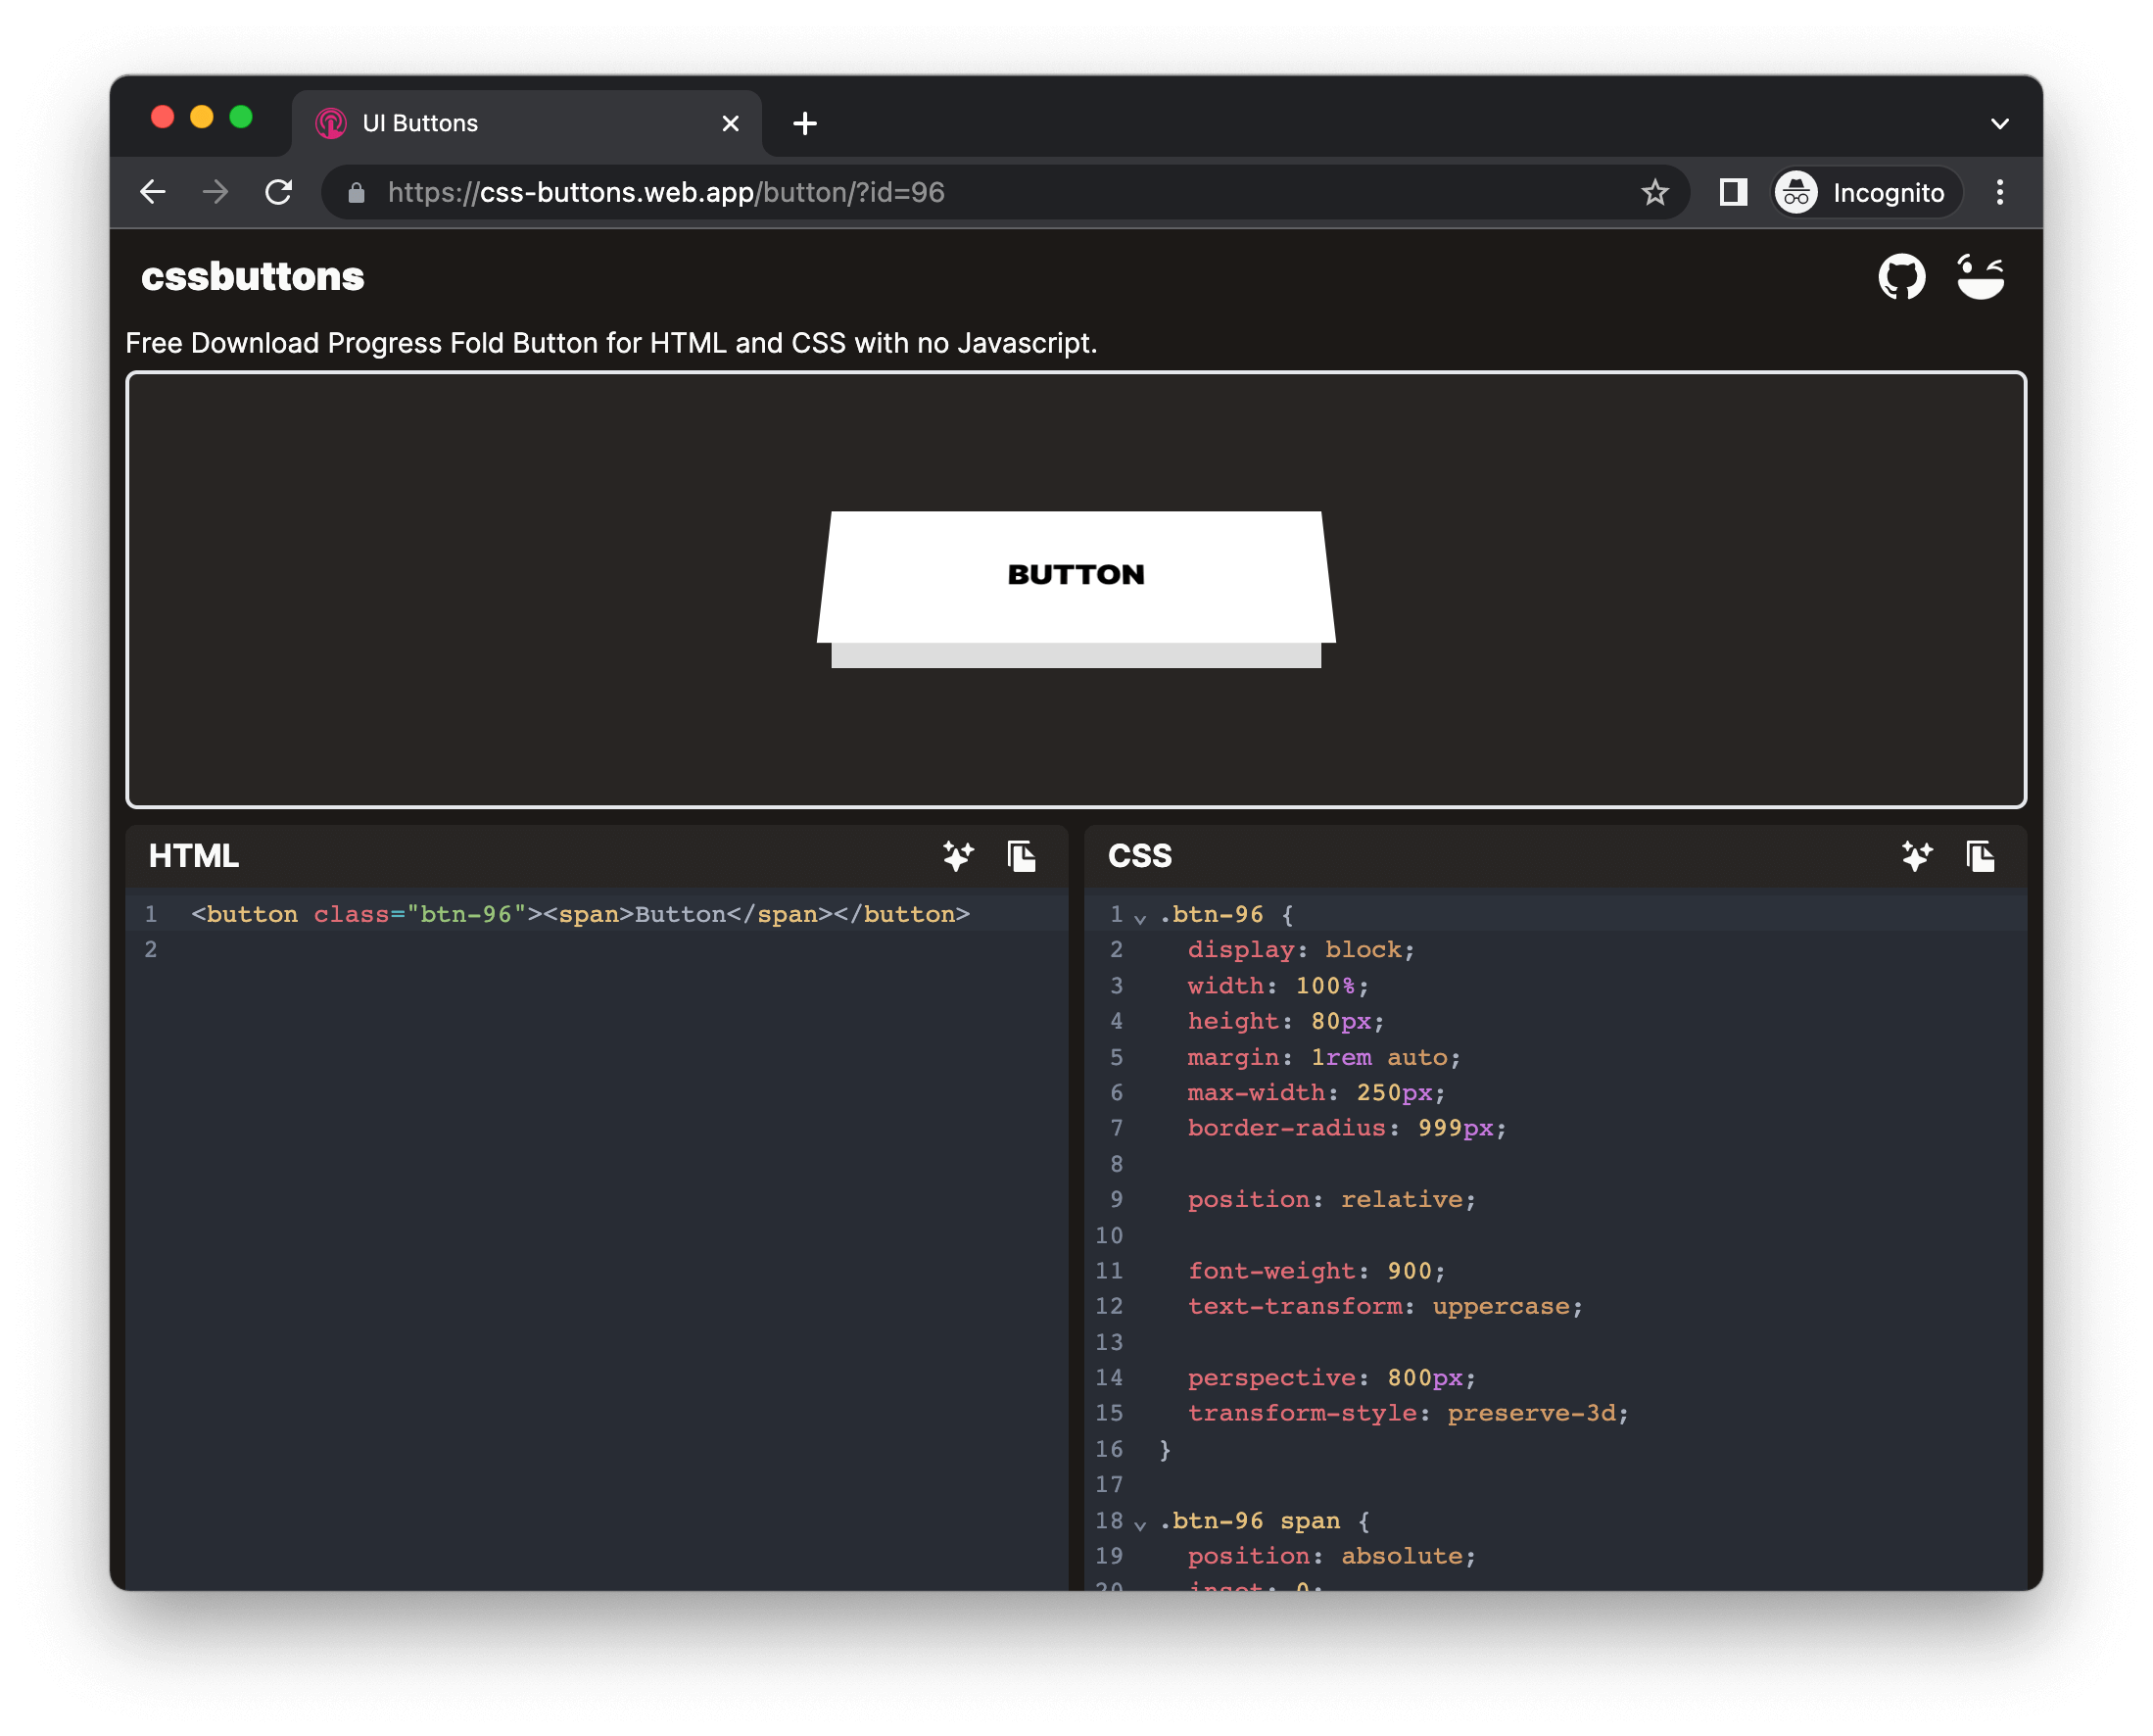 UI Buttons
https://css-buttons.web.app/button/?id=96
Incognito
cssbuttons
Free Download Progress Fold Button for HTML and CSS with no Javascript.
BUTTON
HTML
1 <button class="btn-96"><span>Button</span></button>
2
CSS
1 .btn-96 {
2 display: block;
3 width: 100%;
4 height: 80px;
5 margin: 1rem auto;
6 max-width: 250px;
7 border-radius: 999px;
8
9 position: relative;
10
11 font-weight: 900;
12 text-transform: uppercase;
13
14 perspective: 800px;
15 transform-style: preserve-3d;
16 }
17
18 .btn-96 span {
19 position: absolute;
20 inset: 0;